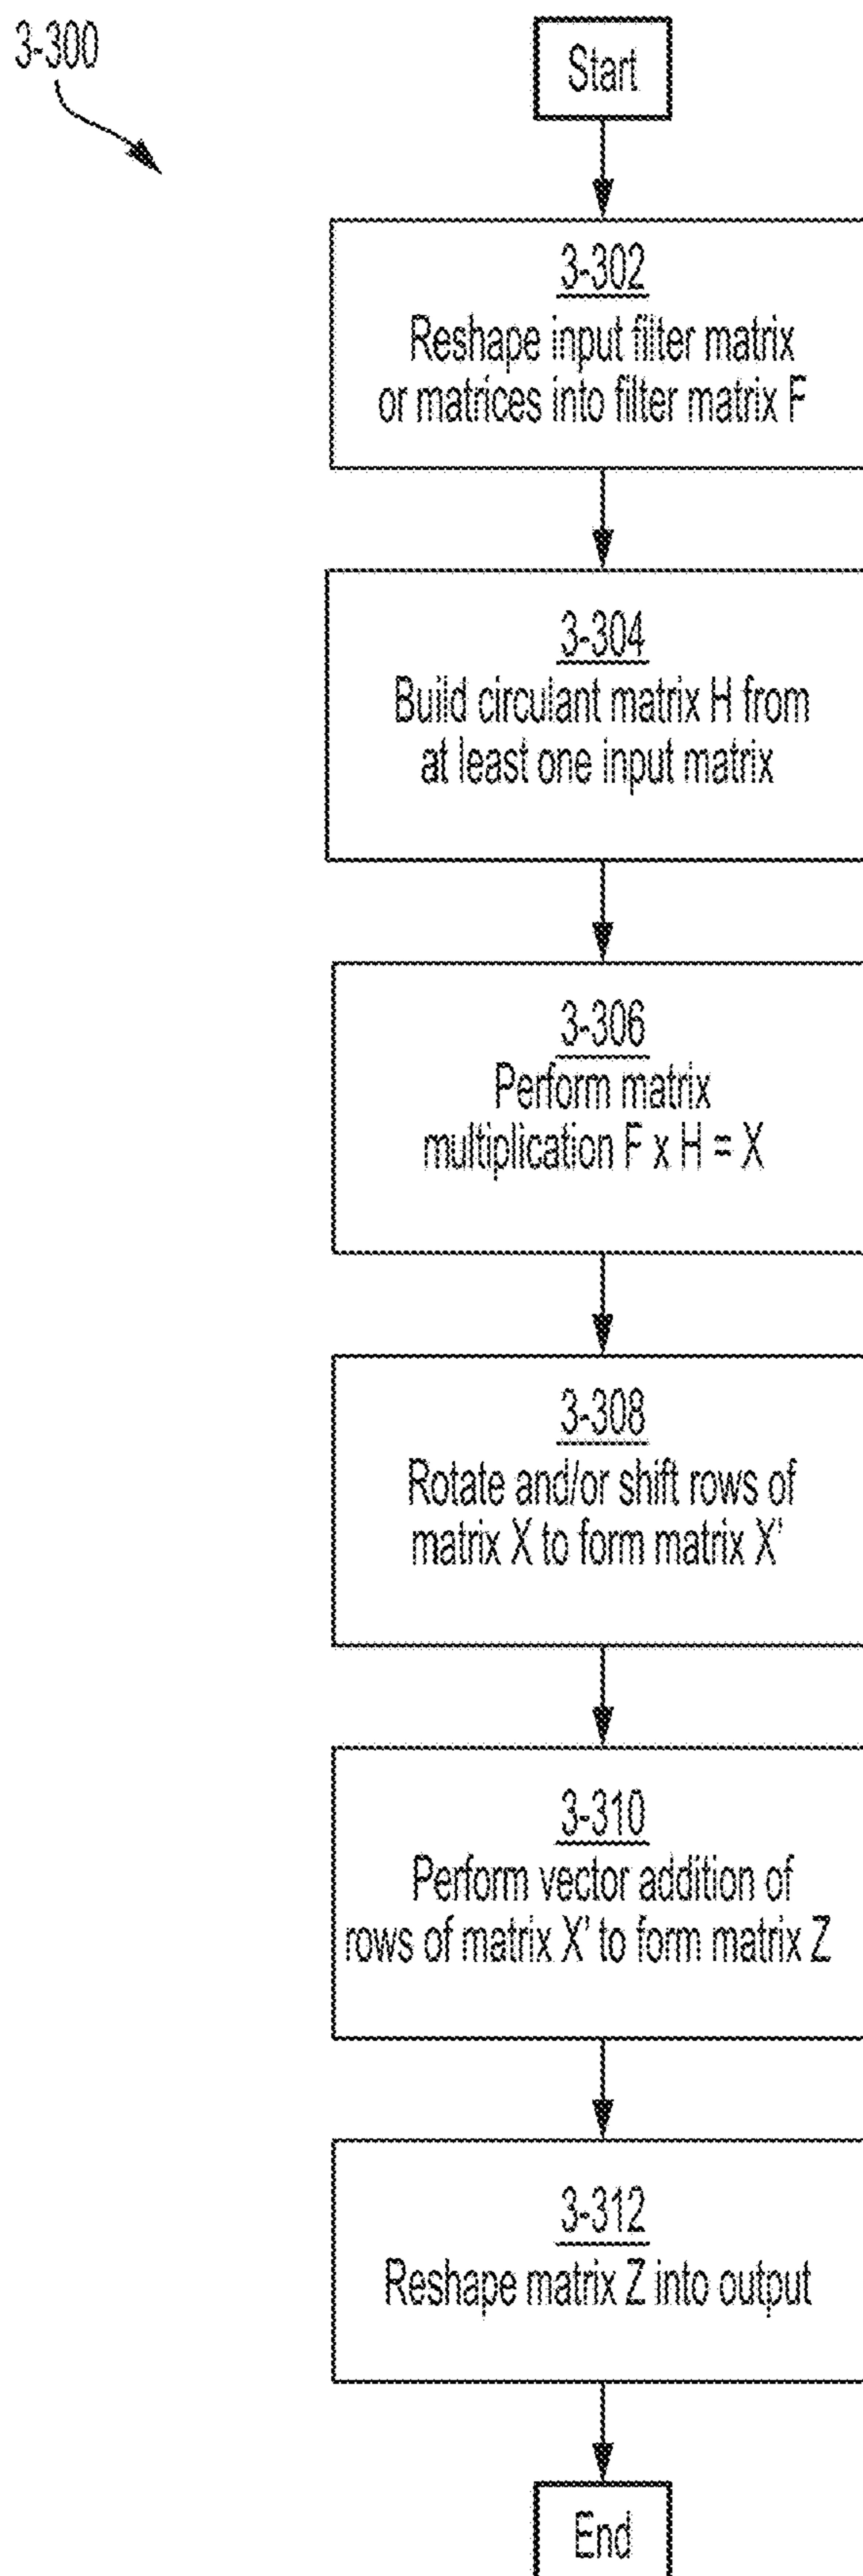 3-300
Start
3-302
Reshape input filter matrix
or matrices into filter matrix F
3-304
Build circulant matrix H from
at least one input matrix
3-306
Perform matrix
multiplication F x H = X
3-308
Rotate and/or shift rows of
matrix X to form matrix X'
3-310
Perform vector addition of
rows of matrix X' to form matrix Z
3-312
Reshape matrix Z into output
End